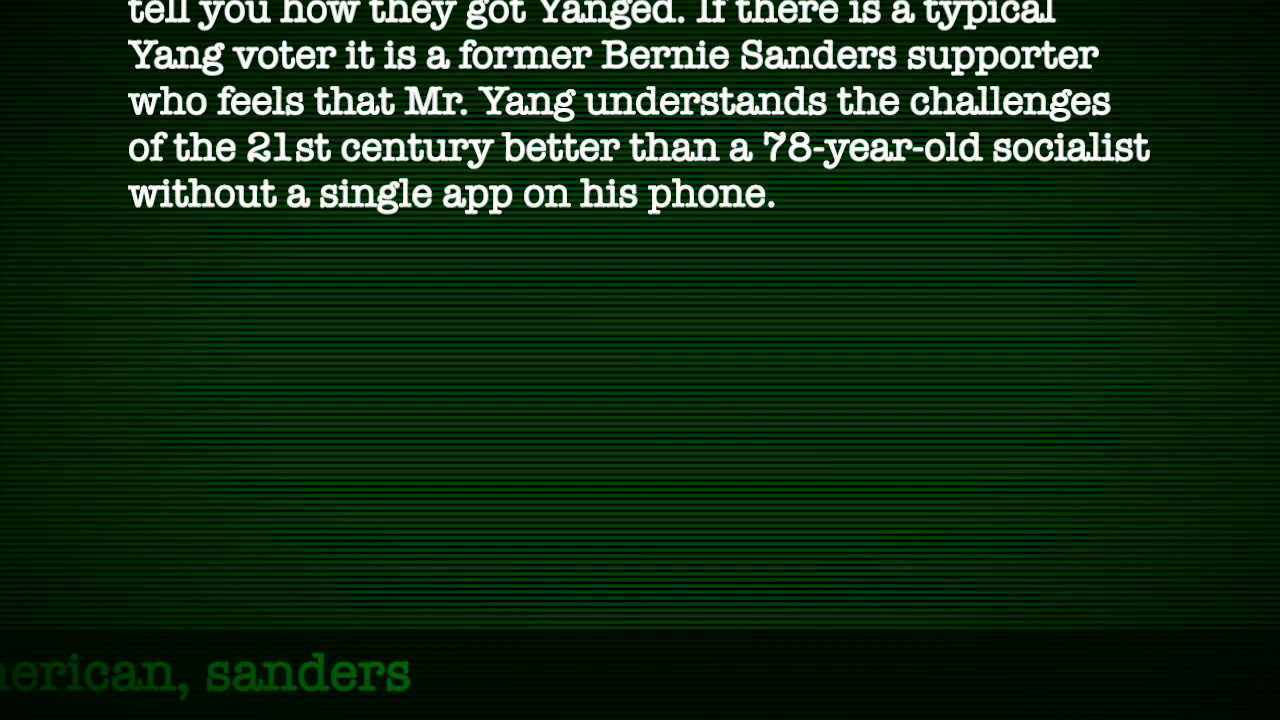 tell you how they got Yanged. If there is a typical
Yang voter it is a former Bernie Sanders supporter
who feels that Mr. Yang understands the challenges
of the 21st century better than a 78-year-old socialist
without a single app on his phone.
merican, sanders